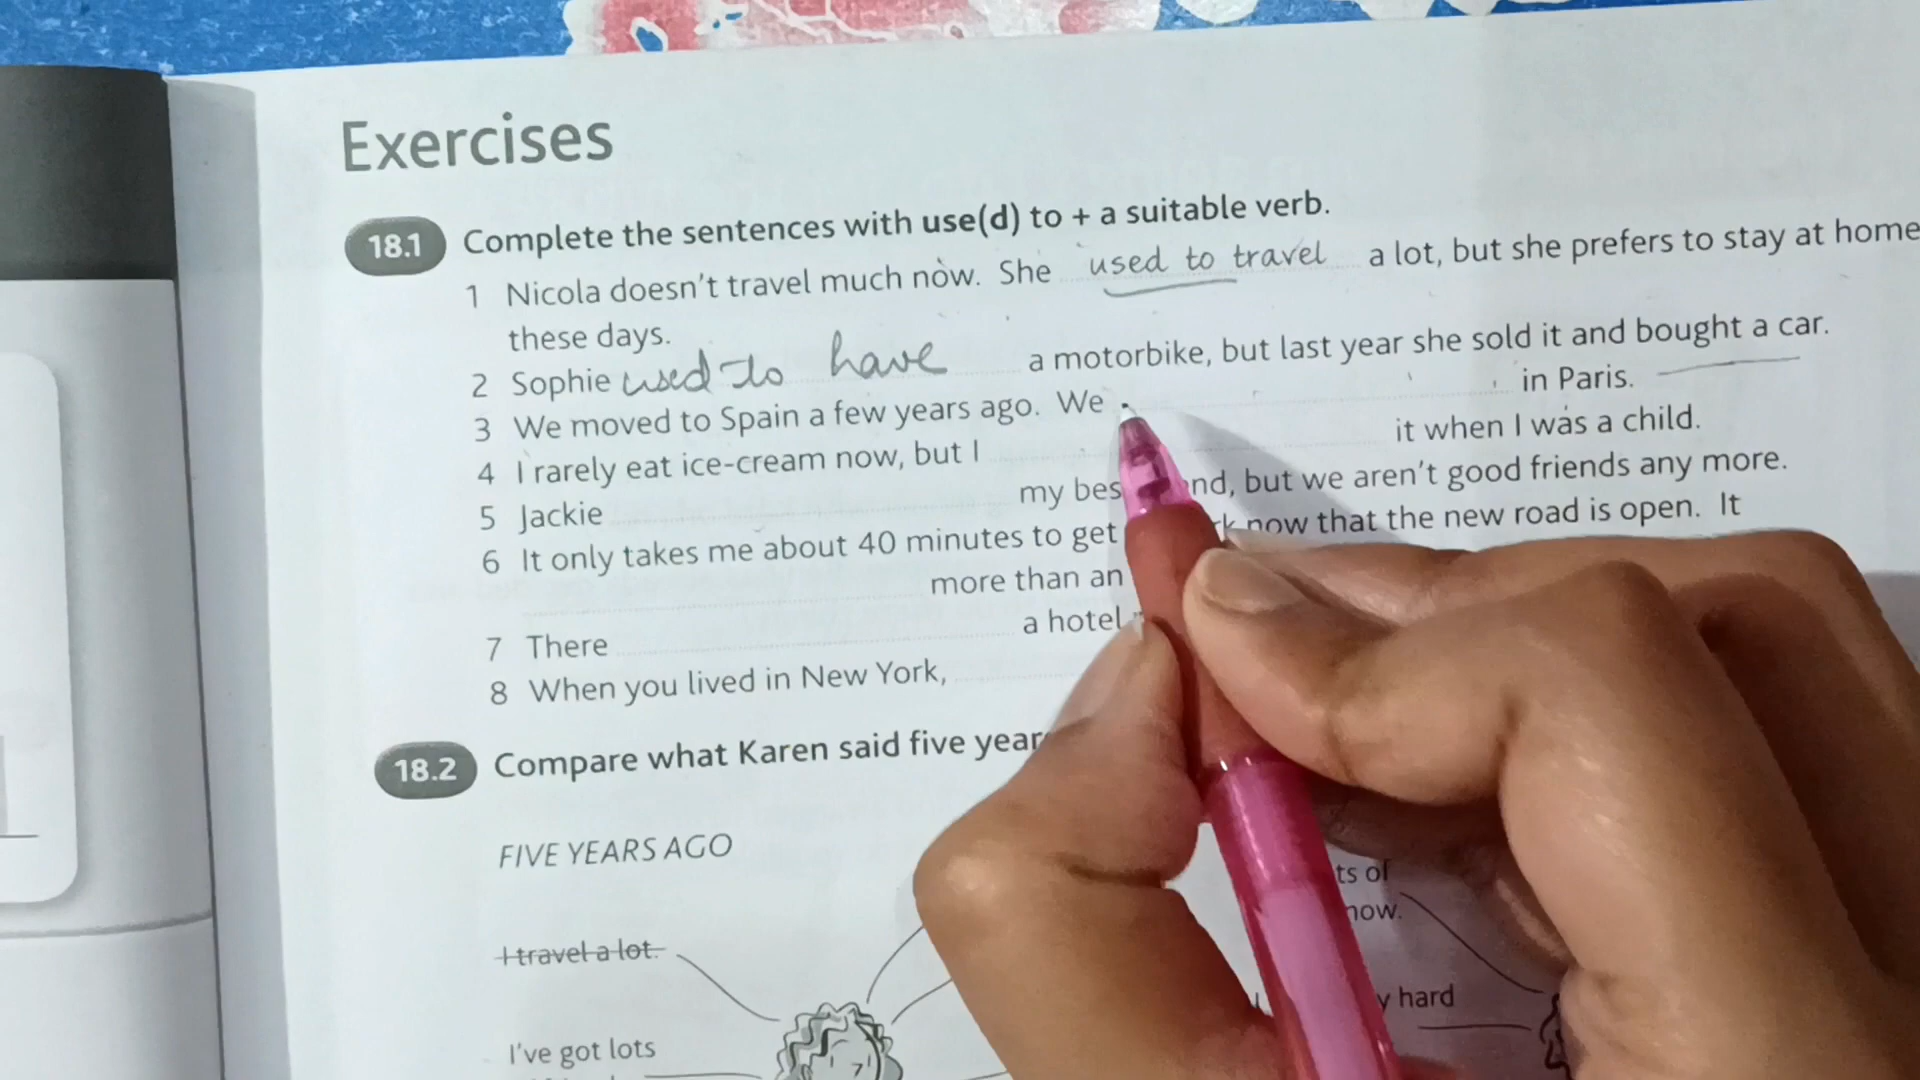 Exercises
18.1 Complete the sentences with use(d) to + a suitable verb.
1 Nicola doesn't travel much now. She used to travel a lot, but she prefers to stay at home
these days.
2 Sophie used to have a motorbike, but last year she sold it and bought a car.
3 We moved to Spain a few years ago. We in Paris.
4 I rarely eat ice-cream now, but I it when I was a child.
5 Jackie my bes nd, but we aren't good friends any more.
6 It only takes me about 40 minutes to get now that the new road is open. It
more than an
7 There a hotel
8 When you lived in New York,
18.2 Compare what Karen said five year
FIVE YEARS AGO
I travel a lot.
ts of
now.
y hard
I've got lots